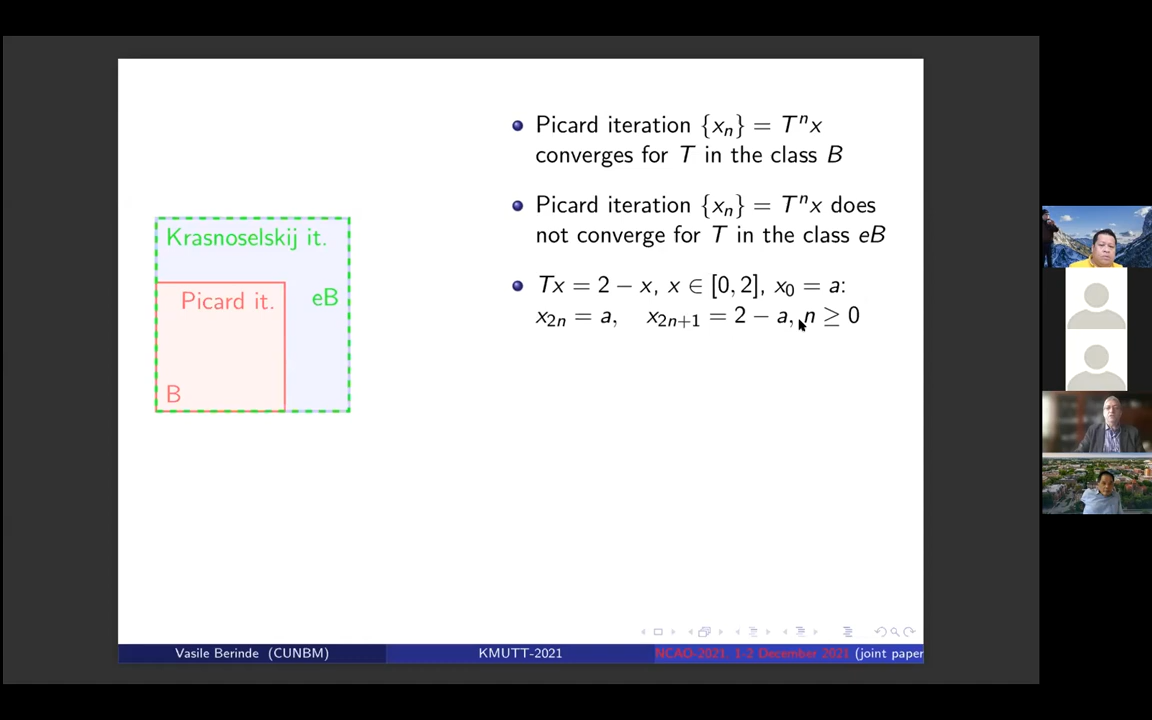 Picard iteration {xₙ} = Tⁿx
converges for T in the class B
Picard iteration {xₙ} = Tⁿx does
not converge for T in the class eB
Tx = 2 − x, x ∈ [0, 2], x₀ = a:
x₂ₙ = a, x₂ₙ₊₁ = 2 − a, n ≥ 0
Krasnoselskij it.
Picard it.
eB
B
Vasile Berinde (CUNBM)
KMUTT-2021
NCAO-2021, 1-2 December 2021 (joint paper